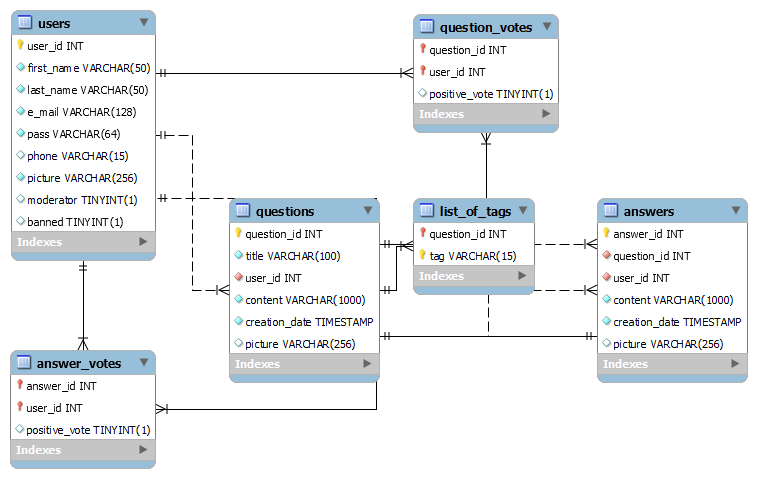 users
user_id INT
first_name VARCHAR(50)
last_name VARCHAR(50)
e_mail VARCHAR(128)
pass VARCHAR(64)
phone VARCHAR(15)
picture VARCHAR(256)
moderator TINYINT(1)
banned TINYINT(1)
Indexes
question_votes
question_id INT
user_id INT
positive_vote TINYINT(1)
Indexes
questions
question_id INT
title VARCHAR(100)
user_id INT
content VARCHAR(1000)
creation_date TIMESTAMP
picture VARCHAR(256)
Indexes
list_of_tags
question_id INT
tag VARCHAR(15)
Indexes
answers
answer_id INT
question_id INT
user_id INT
content VARCHAR(1000)
creation_date TIMESTAMP
picture VARCHAR(256)
Indexes
answer_votes
answer_id INT
user_id INT
positive_vote TINYINT(1)
Indexes